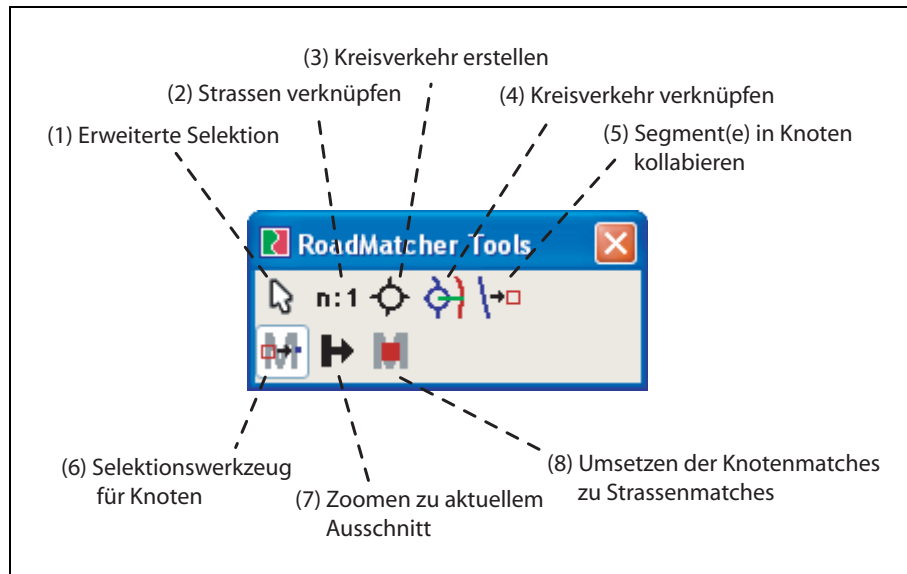 (3) Kreisverkehr erstellen
(2) Strassen verknüpfen
(4) Kreisverkehr verknüpfen
(1) Erweiterte Selektion
(5) Segment(e) in Knoten
kollabieren
RoadMatcher Tools
n:1
(6) Selektionswerkzeug
für Knoten
(7) Zoomen zu aktuellem
Ausschnitt
(8) Umsetzen der Knotenmatches
zu Strassenmatches